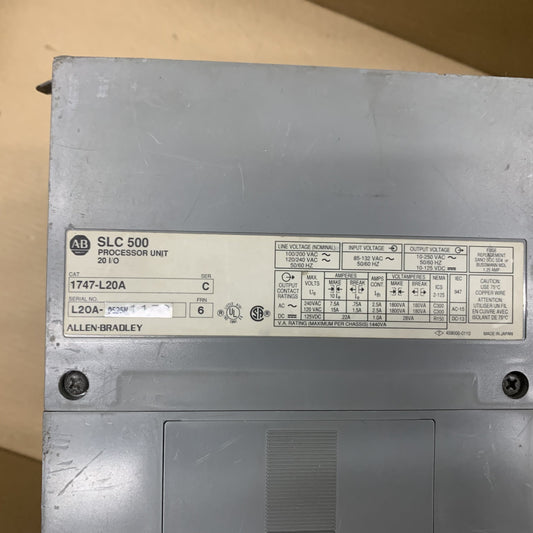 AB SLC 500
PROCESSOR UNIT
20 I/O
CAT SER.
1747-L20A C
SERIAL NO. FRN
L20A- 6
ALLEN-BRADLEY
LINE VOLTAGE (NOMINAL)
100/200 VAC
120/240 VAC
50/60 HZ
INPUT VOLTAGE
85-132 VAC
50/60 HZ
OUTPUT VOLTAGE
10-250 VAC
50/60 HZ
10-125 VDC
FUSE
REPLACEMENT
1.25 AMP
OUTPUT
CONTACT
RATINGS
AC
DC
MAX. VOLTS
240VAC
120 VAC
125VDC
AMPERES
MAKE BREAK
7.5A .75A
15A 1.5A
.22A
AMPS CONT.
2.5A
2.5A
1.0A
VOLTAMPERES
MAKE BREAK
1800VA 180VA
1800VA 180VA
28VA
NEMA ICS 2-125
C300
C300
R150
IEC 947
AC-15
DC-13
CAUTION:
USE 75°C
COPPER WIRE
ATTENTION:
UTILISER UN FIL
EN CUIVRE AVEC
ISOLANT DE 75°C
V.A. RATING (MAXIMUM PER CHASSIS) 1440VA
MADE IN JAPAN